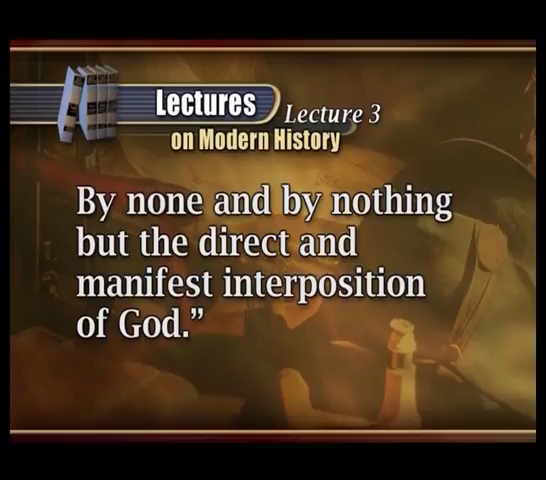 Lectures
Lecture 3
on Modern History
By none and by nothing
but the direct and
manifest interposition
of God.”